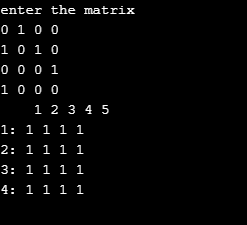 enter the matrix
0 1 0 0
1 0 1 0
0 0 0 1
1 0 0 0
1 2 3 4 5
1: 1 1 1 1
2: 1 1 1 1
3: 1 1 1 1
4: 1 1 1 1